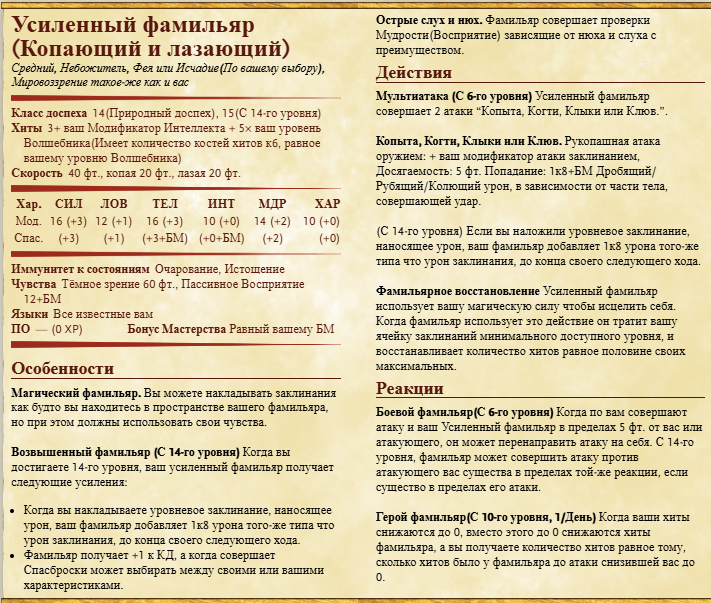 Усиленный фамильяр
(Копающий и лазающий)
Средний, Небожитель, Фея или Исчадие(По вашему выбору),
Мировоззрение такое-же как и вас
Класс доспеха 14(Природный доспех), 15(С 14-го уровня)
Хиты 3+ ваш Модификатор Интеллекта + 5× ваш уровень
Волшебника(Имеет количество костей хитов к6, равное
вашему уровню Волшебника)
Скорость 40 фт., копая 20 фт., лазая 20 фт.
Хар. СИЛ ЛОВ ТЕЛ ИНТ МДР ХАР
Мод. 16 (+3) 12 (+1) 16 (+3) 10 (+0) 14 (+2) 10 (+0)
Спас. (+3) (+1) (+3+БМ) (+0+БМ) (+2) (+0)
Иммунитет к состояниям Очарование, Истощение
Чувства Тёмное зрение 60 фт., Пассивное Восприятие
12+БМ
Языки Все известные вам
ПО — (0 XP) Бонус Мастерства Равный вашему БМ
Особенности
Магический фамильяр. Вы можете накладывать заклинания
как будто вы находитесь в пространстве вашего фамильяра,
но при этом должны использовать свои чувства.
Возвышенный фамильяр (С 14-го уровня) Когда вы
достигаете 14-го уровня, ваш усиленный фамильяр получает
следующие усиления:
• Когда вы накладываете уровневое заклинание, наносящее
урон, ваш фамильяр добавляет 1к8 урона того-же типа что
урон заклинания, до конца своего следующего хода.
• Фамильяр получает +1 к КД, а когда совершает
Спасброски может выбирать между своими или вашими
характеристиками.
Острые слух и нюх. Фамильяр совершает проверки
Мудрости(Восприятие) зависящие от нюха и слуха с
преимуществом.
Действия
Мультиатака (С 6-го уровня) Усиленный фамильяр
совершает 2 атаки “Копыта, Когти, Клыки или Клюв.”.
Копыта, Когти, Клыки или Клюв. Рукопашная атака
оружием: + ваш модификатор атаки заклинанием,
Досягаемость: 5 фт. Попадание: 1к8+БМ Дробящий/
Рубящий/Колющий урон, в зависимости от части тела,
совершающей удар.
(С 14-го уровня) Если вы наложили уровневое заклинание,
наносящее урон, ваш фамильяр добавляет 1к8 урона того-же
типа что урон заклинания, до конца своего следующего хода.
Фамильярное восстановление Усиленный фамильяр
использует вашу магическую силу чтобы исцелить себя.
Когда фамильяр использует это действие он тратит вашу
ячейку заклинаний минимального доступного уровня, и
восстанавливает количество хитов равное половине своих
максимальных.
Реакции
Боевой фамильяр(С 6-го уровня) Когда по вам совершают
атаку и ваш Усиленный фамильяр в пределах 5 фт. от вас или
атакующего, он может перенаправить атаку на себя. С 14-го
уровня, фамильяр может совершить атаку против
атакующего вас существа в пределах той-же реакции, если
существо в пределах его атаки.
Герой фамильяр(С 10-го уровня, 1/День) Когда ваши хиты
снижаются до 0, вместо этого до 0 снижаются хиты
фамильяра, а вы получаете количество хитов равное тому,
сколько хитов было у фамильяра до атаки снизившей вас до
0.